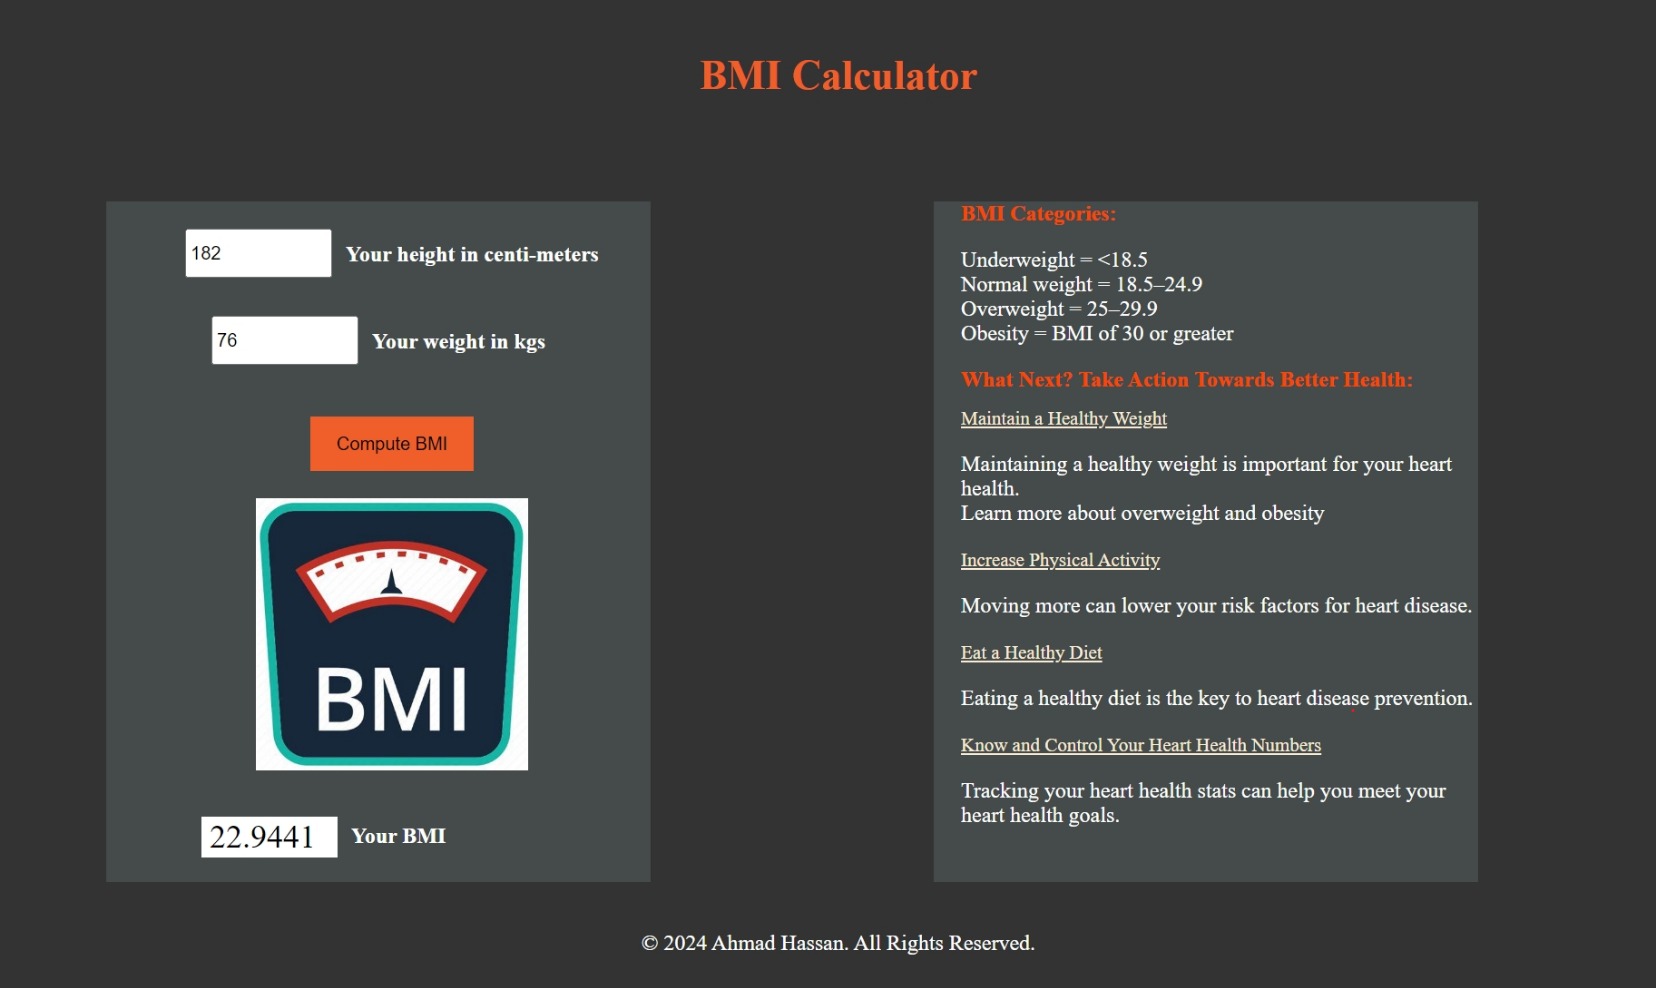 BMI Calculator
182
Your height in centi-meters
76
Your weight in kgs
Compute BMI
BMI
22.9441
Your BMI
BMI Categories:
Underweight = <18.5
Normal weight = 18.5–24.9
Overweight = 25–29.9
Obesity = BMI of 30 or greater
What Next? Take Action Towards Better Health:
Maintain a Healthy Weight
Maintaining a healthy weight is important for your heart
health.
Learn more about overweight and obesity
Increase Physical Activity
Moving more can lower your risk factors for heart disease.
Eat a Healthy Diet
Eating a healthy diet is the key to heart disease prevention.
Know and Control Your Heart Health Numbers
Tracking your heart health stats can help you meet your
heart health goals.
© 2024 Ahmad Hassan. All Rights Reserved.